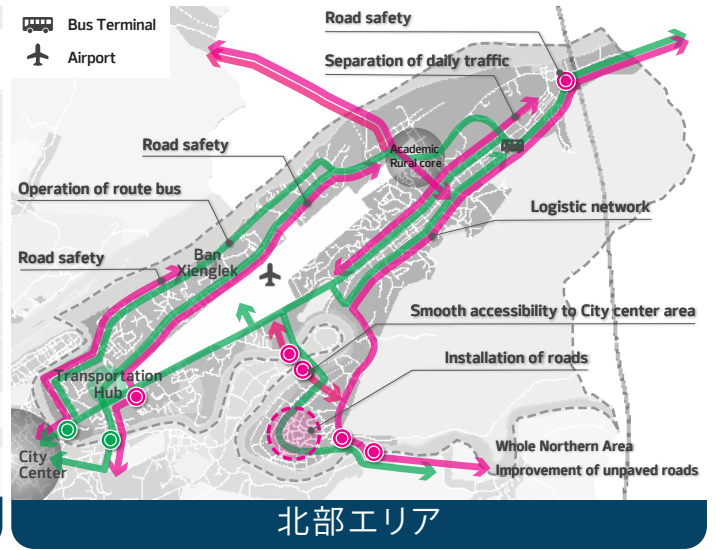 Bus Terminal
Airport
Road safety
Separation of daily traffic
Road safety
Academic
Rural core
Operation of route bus
Logistic network
Ban
Xienglek
Road safety
Smooth accessibility to City center area
Installation of roads
Transportation
Hub
City
Center
Whole Northern Area
Improvement of unpaved roads
北部エリア